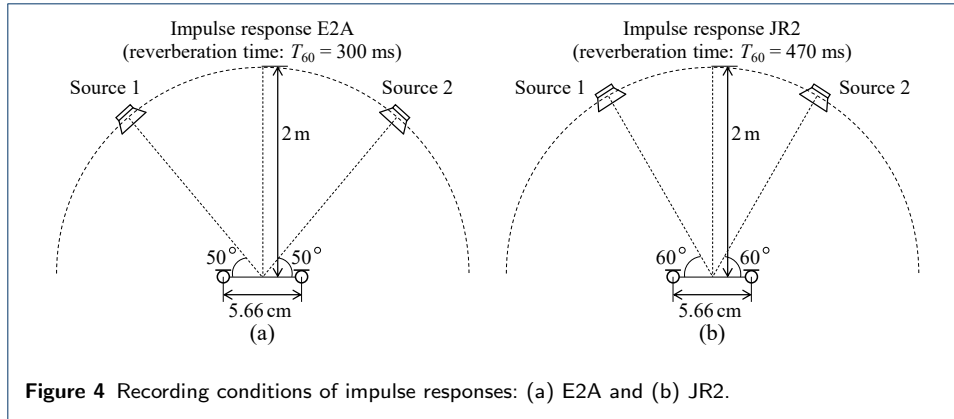 Impulse response E2A
(reverberation time: T60 = 300 ms)
Source 1
Source 2
2 m
50°
50°
5.66 cm
(a)
Impulse response JR2
(reverberation time: T60 = 470 ms)
Source 1
Source 2
2 m
60°
60°
5.66 cm
(b)
Figure 4 Recording conditions of impulse responses: (a) E2A and (b) JR2.